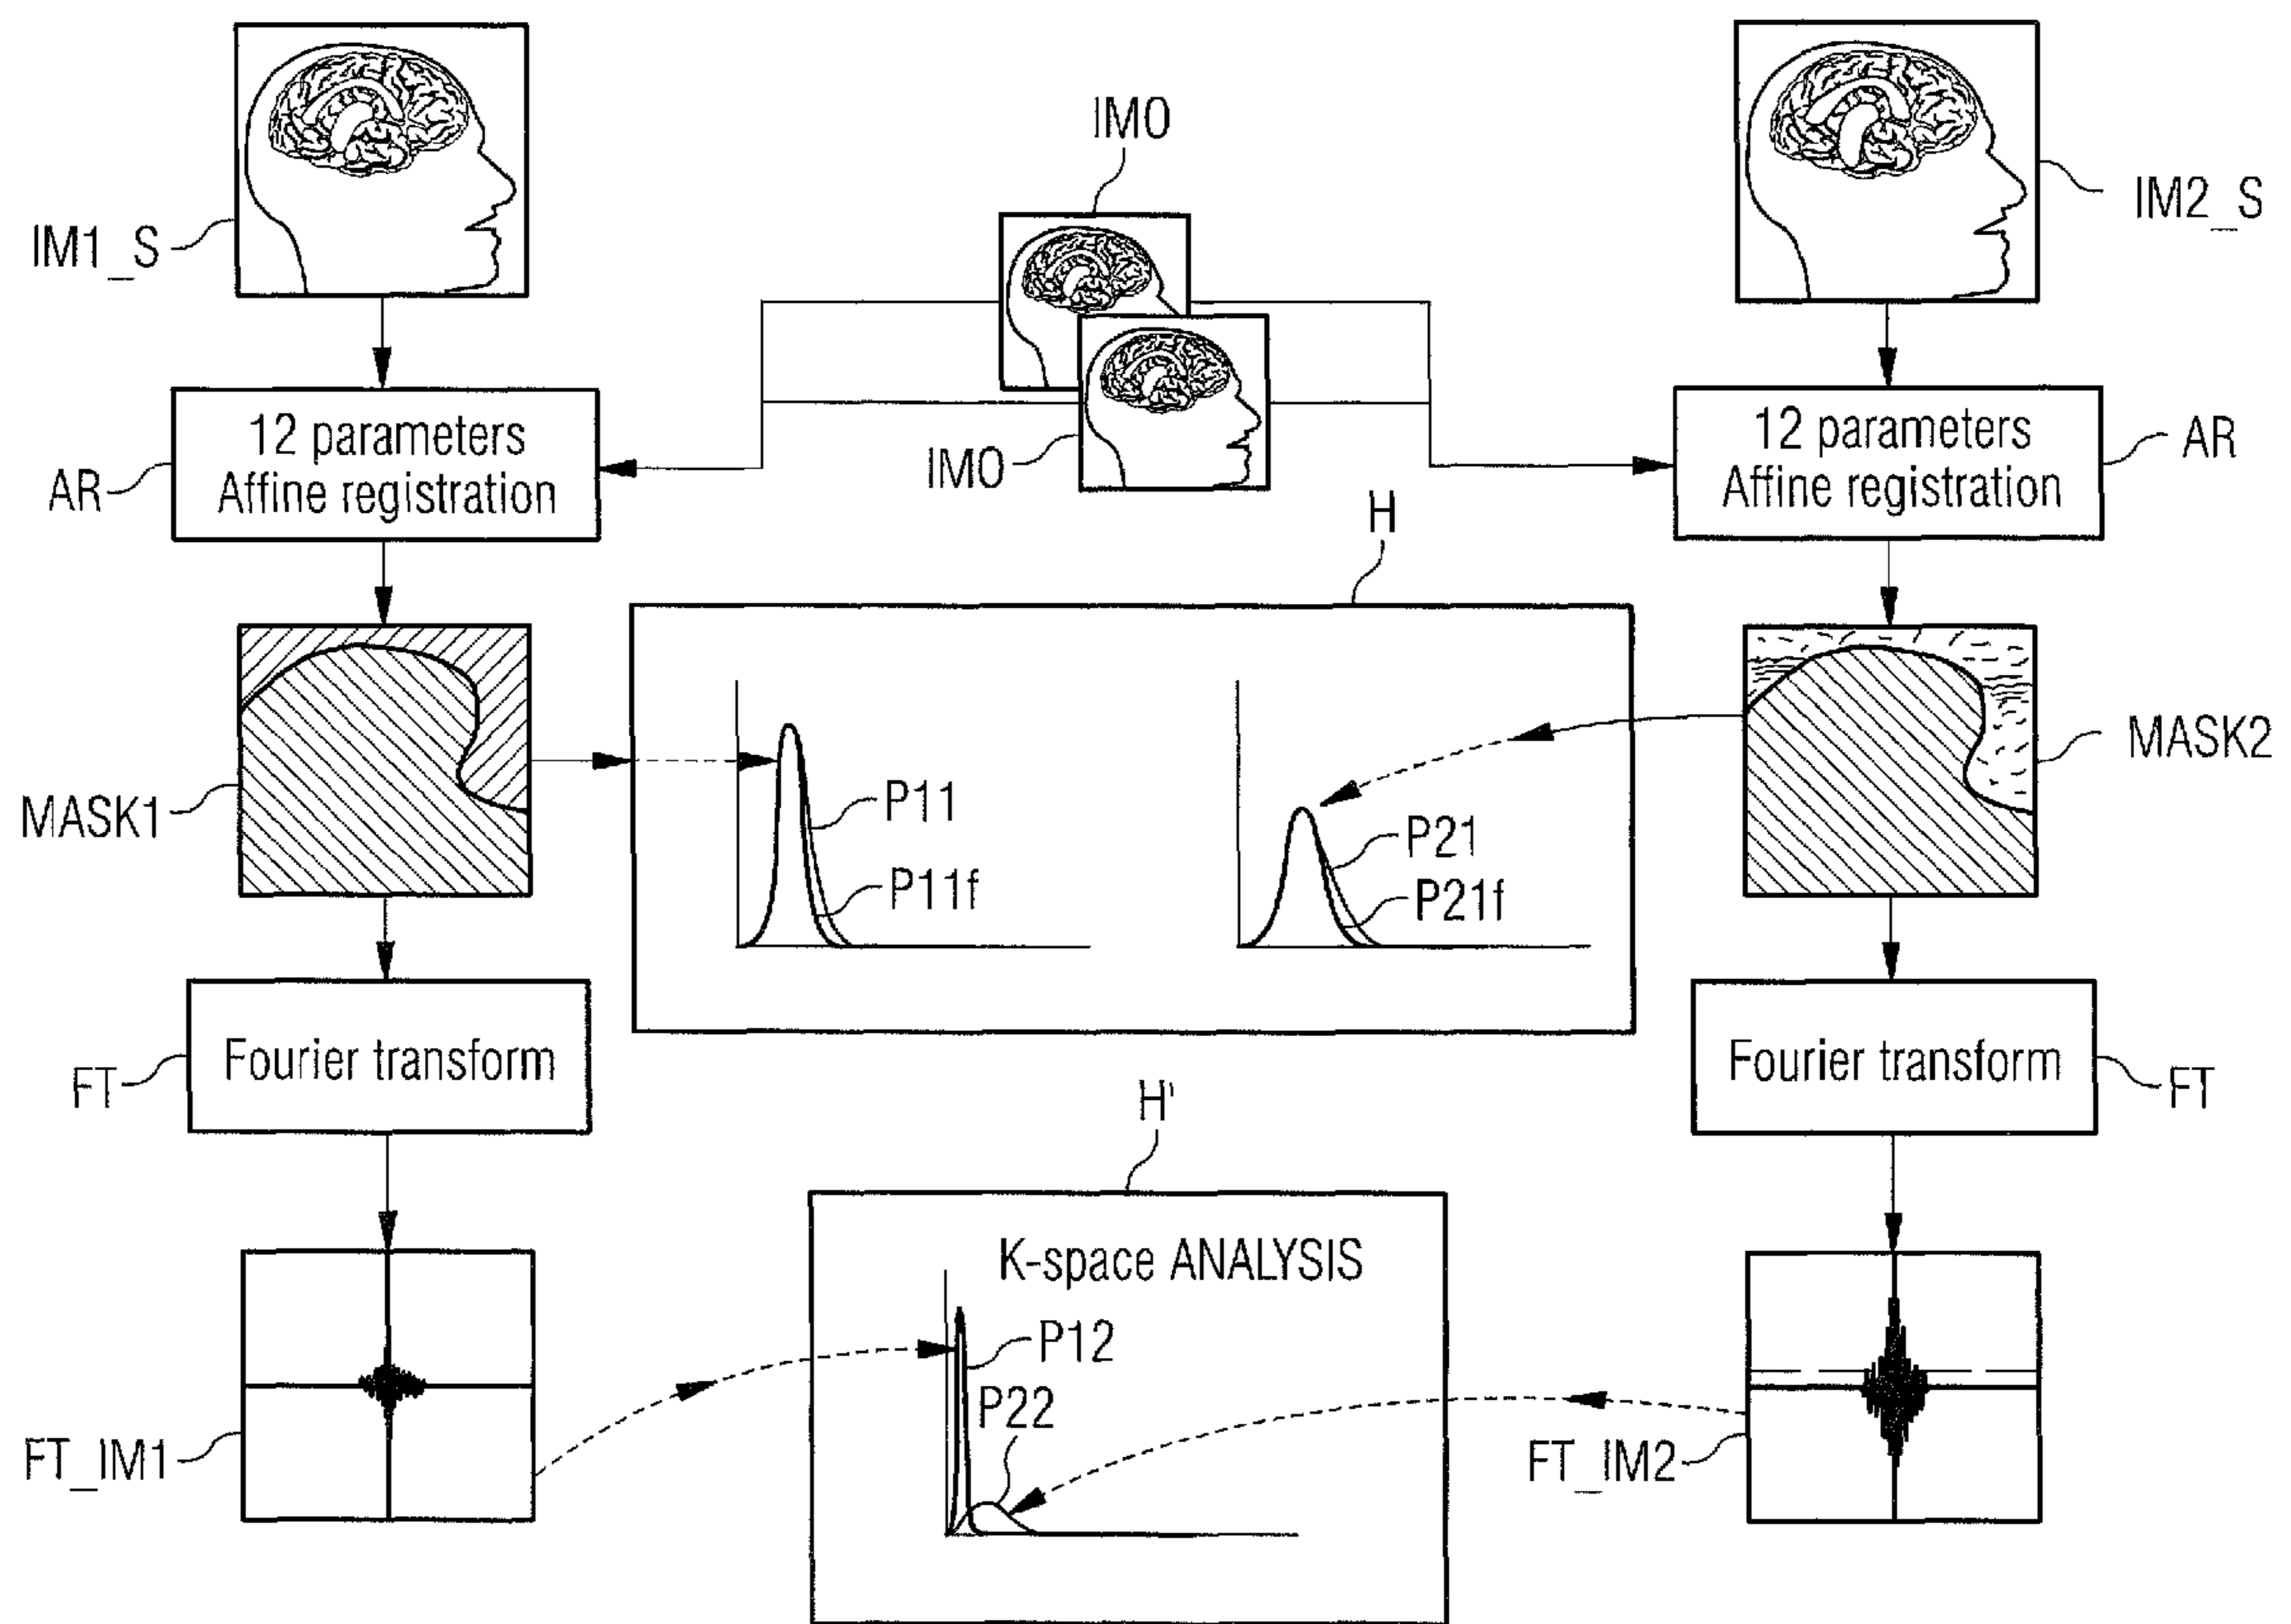 IM0
IM1_S
IM2_S
12 parameters
Affine registration
AR
IM0
12 parameters
Affine registration
AR
H
MASK1
P11
P11f
P21
P21f
MASK2
Fourier transform
FT
Fourier transform
FT
H'
K-space ANALYSIS
P12
P22
FT_IM1
FT_IM2